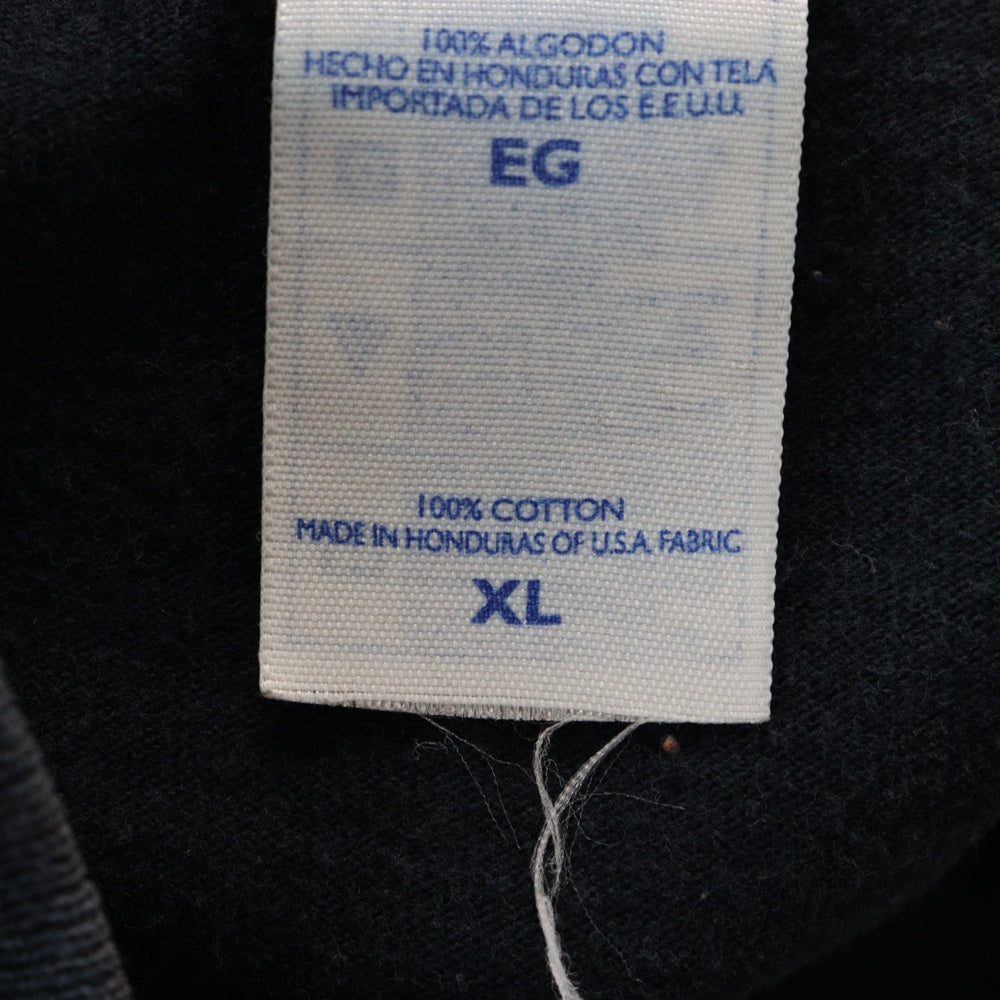 100% ALGODON
HECHO EN HONDURAS CON TELA
IMPORTADA DE LOS E.E.U.U.
EG
100% COTTON
MADE IN HONDURAS OF U.S.A. FABRIC
XL